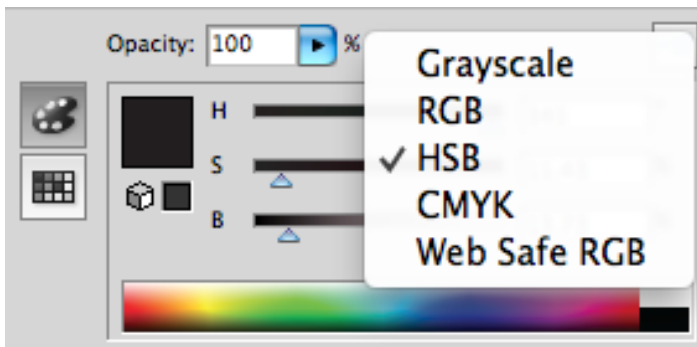 Opacity: 100 %
Grayscale
RGB
HSB
CMYK
Web Safe RGB
H
S
B